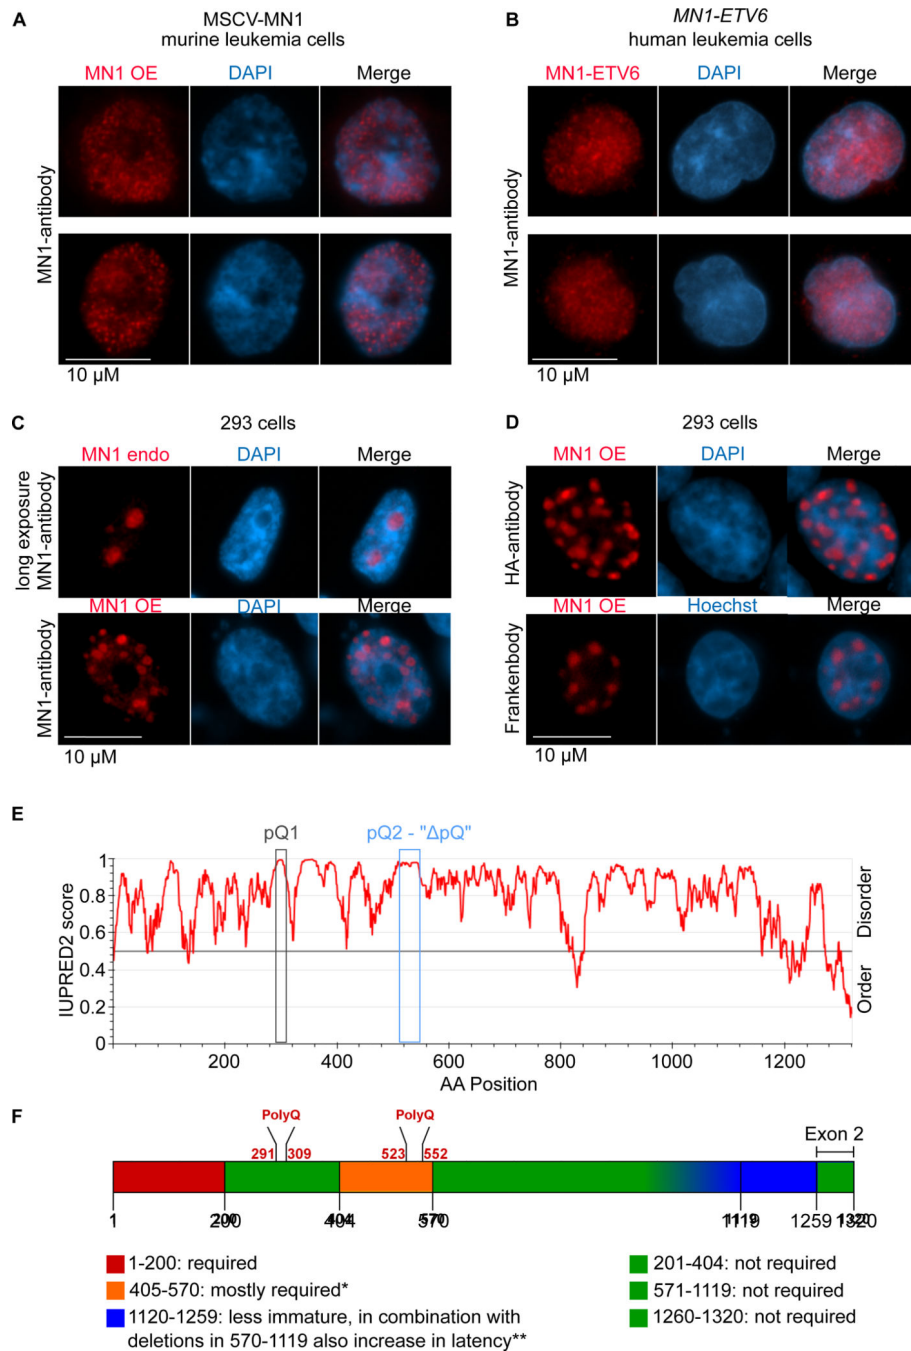 A
MSCV-MN1
murine leukemia cells
MN1 OE DAPI Merge
MN1-antibody
10 µM
B
MN1-ETV6
human leukemia cells
MN1-ETV6 DAPI Merge
MN1-antibody
10 µM
C
293 cells
MN1 endo DAPI Merge
long exposure
MN1-antibody
MN1 OE DAPI Merge
MN1-antibody
10 µM
D
293 cells
MN1 OE DAPI Merge
HA-antibody
MN1 OE Hoechst Merge
Frankenbody
10 µM
E
pQ1 pQ2 - "ΔpQ"
IUPRED2 score
1
0.8
0.6
0.4
0.2
0
Disorder
Order
200 400 600 800 1000 1200
AA Position
F
PolyQ PolyQ
Exon 2
291 309 523 552
1 200 404 570 1119 1259 1320
1-200: required
405-570: mostly required*
1120-1259: less immature, in combination with
deletions in 570-1119 also increase in latency**
201-404: not required
571-1119: not required
1260-1320: not required